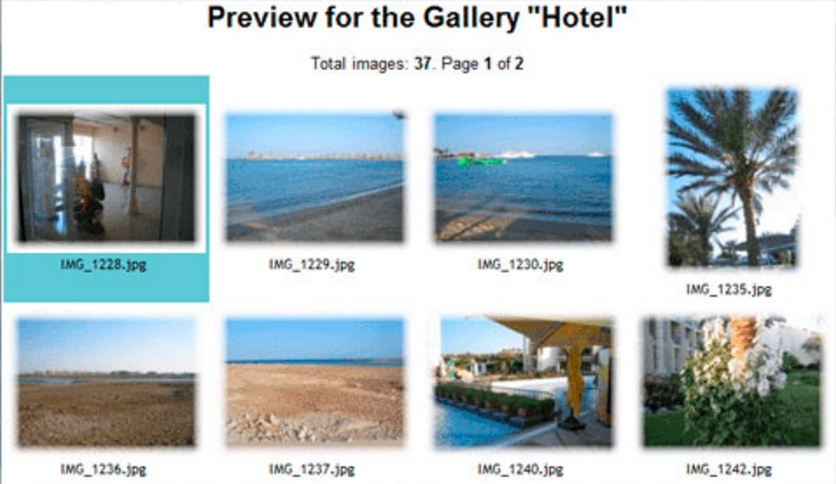 Preview for the Gallery "Hotel"
Total images: 37. Page 1 of 2
IMG_1228.jpg
IMG_1229.jpg
IMG_1230.jpg
IMG_1235.jpg
IMG_1236.jpg
IMG_1237.jpg
IMG_1240.jpg
IMG_1242.jpg